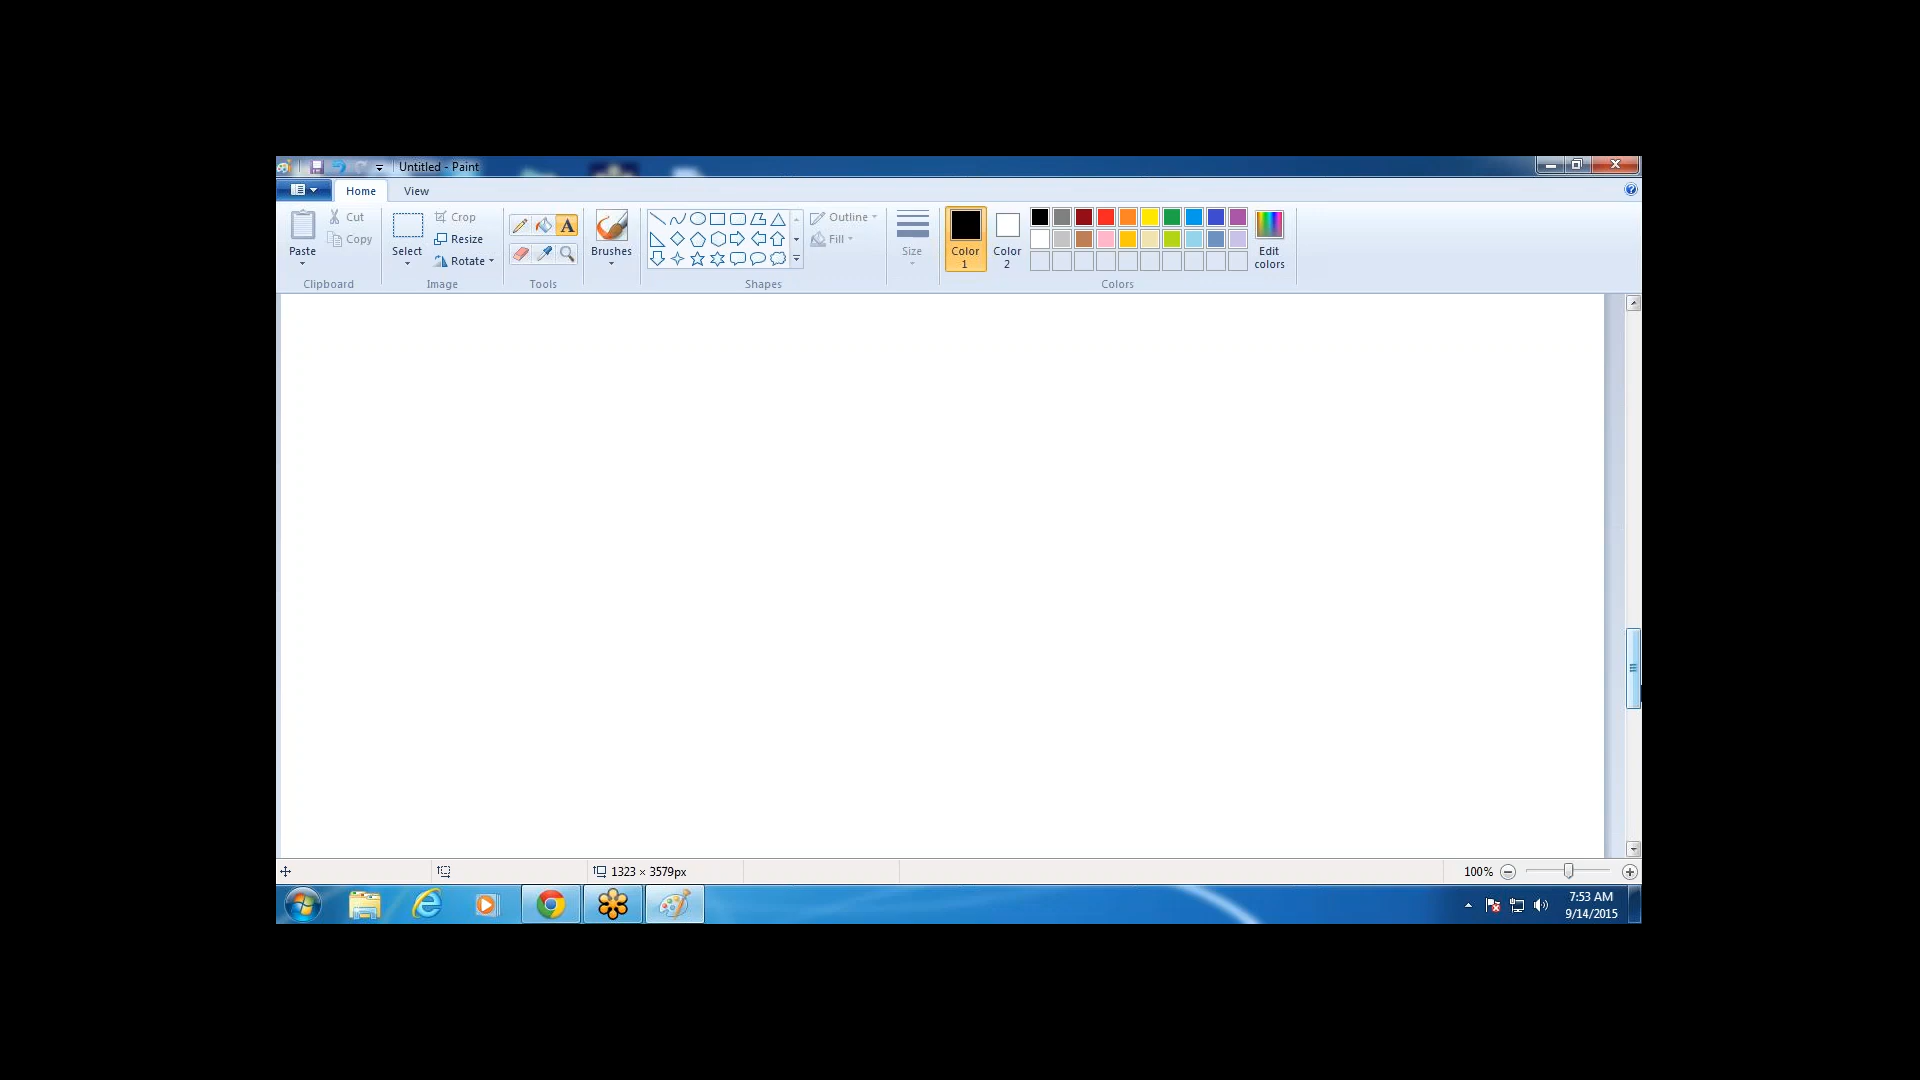 Untitled - Paint
Home View
Paste Cut Copy Select Crop Resize Rotate A Brushes Outline Fill Size Color 1 Color 2 Edit colors
Clipboard Image Tools Shapes Colors
1323 × 3579px 100%
7:53 AM
9/14/2015